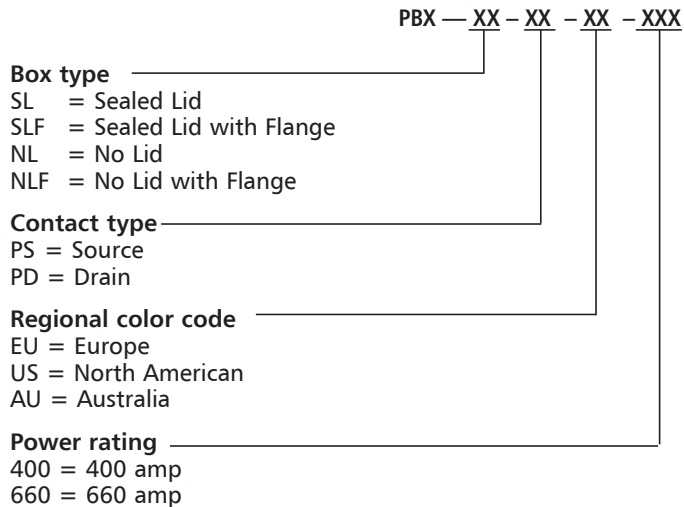 PBX — XX – XX – XX – XXX
Box type
SL = Sealed Lid
SLF = Sealed Lid with Flange
NL = No Lid
NLF = No Lid with Flange
Contact type
PS = Source
PD = Drain
Regional color code
EU = Europe
US = North American
AU = Australia
Power rating
400 = 400 amp
660 = 660 amp